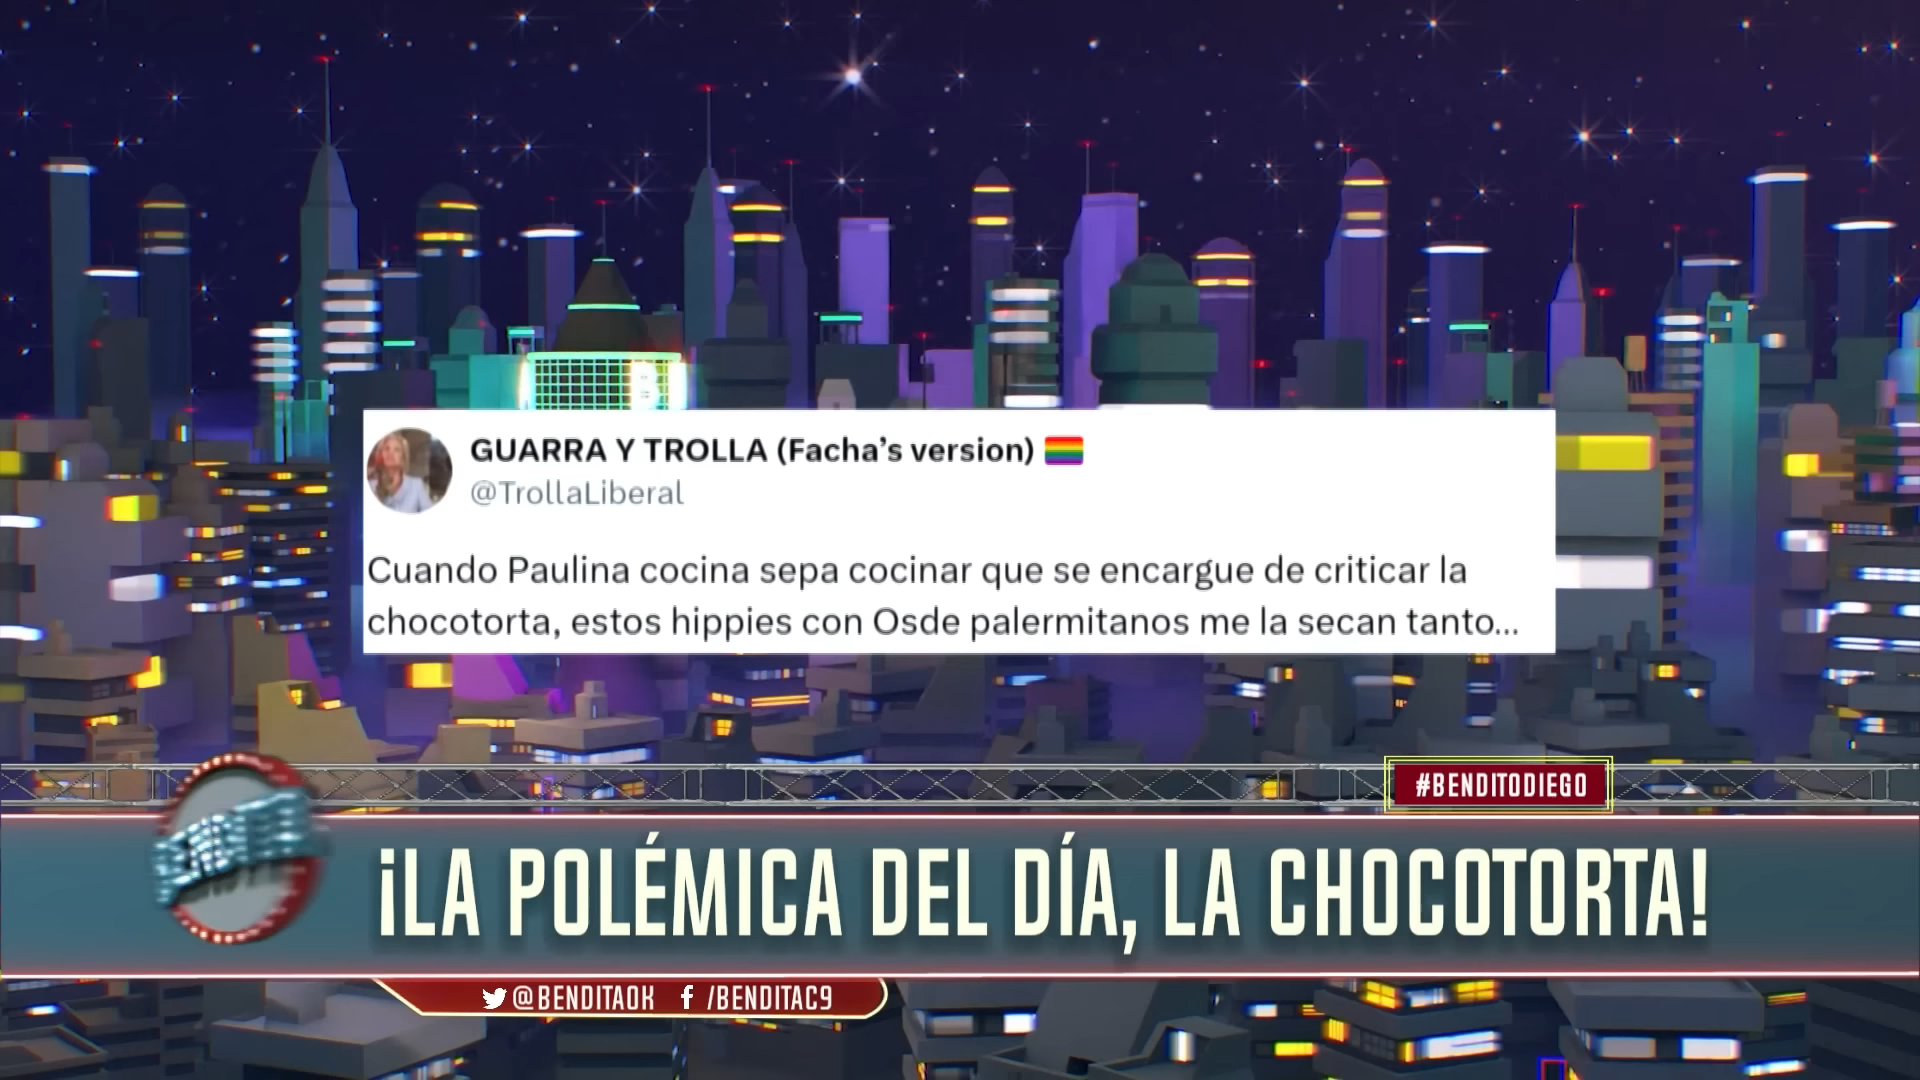 GUARRA Y TROLLA (Facha’s version) 🏳️‍🌈
@TrollaLiberal
Cuando Paulina cocina sepa cocinar que se encargue de criticar la
chocotorta, estos hippies con Osde palermitanos me la secan tanto...
#BENDITODIEGO
¡LA POLÉMICA DEL DÍA, LA CHOCOTORTA!
@BENDITAOK /BENDITAC9